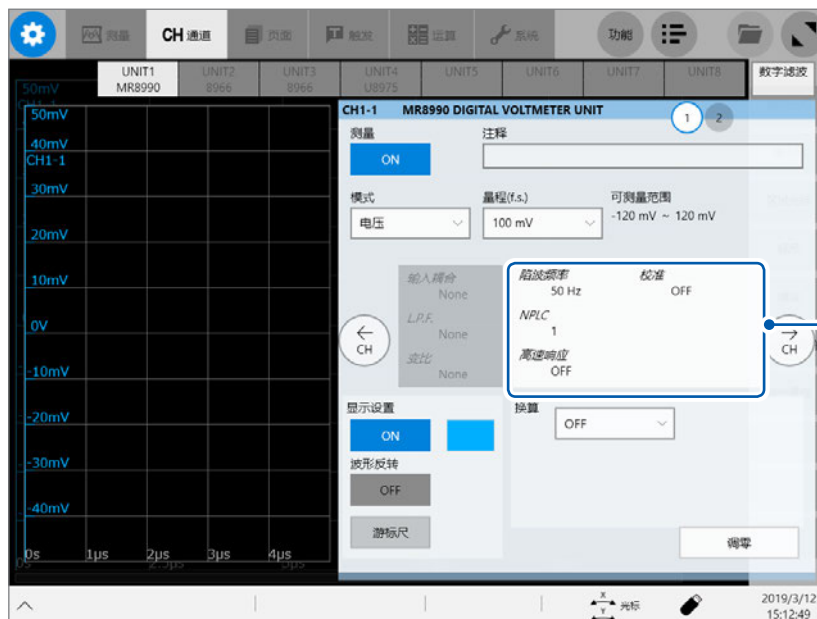 测量 CH 通道 页面 触发 运算 系统 功能
UNIT1 UNIT2 UNIT3 UNIT4 UNIT5 UNIT6 UNIT7 UNIT8 数字滤波
MR8990 8966 8966 U8975
50mV
50mV
40mV
CH1-1
30mV
20mV
10mV
0V
-10mV
-20mV
-30mV
-40mV
0s 1μs 2μs 3μs 4μs
CH1-1 MR8990 DIGITAL VOLTMETER UNIT 1 2
测量 注释
ON
模式 量程(f.s.) 可测量范围
电压 100 mV -120 mV ~ 120 mV
输入耦合
None
L.P.F.
None
变比
None
陷波频率 校准
50 Hz OFF
NPLC
1
高速响应
OFF
← CH
→ CH
显示设置 换算
ON OFF
波形反转
OFF
游标尺
调零
X
Y 光标
2019/3/12
15:12:49